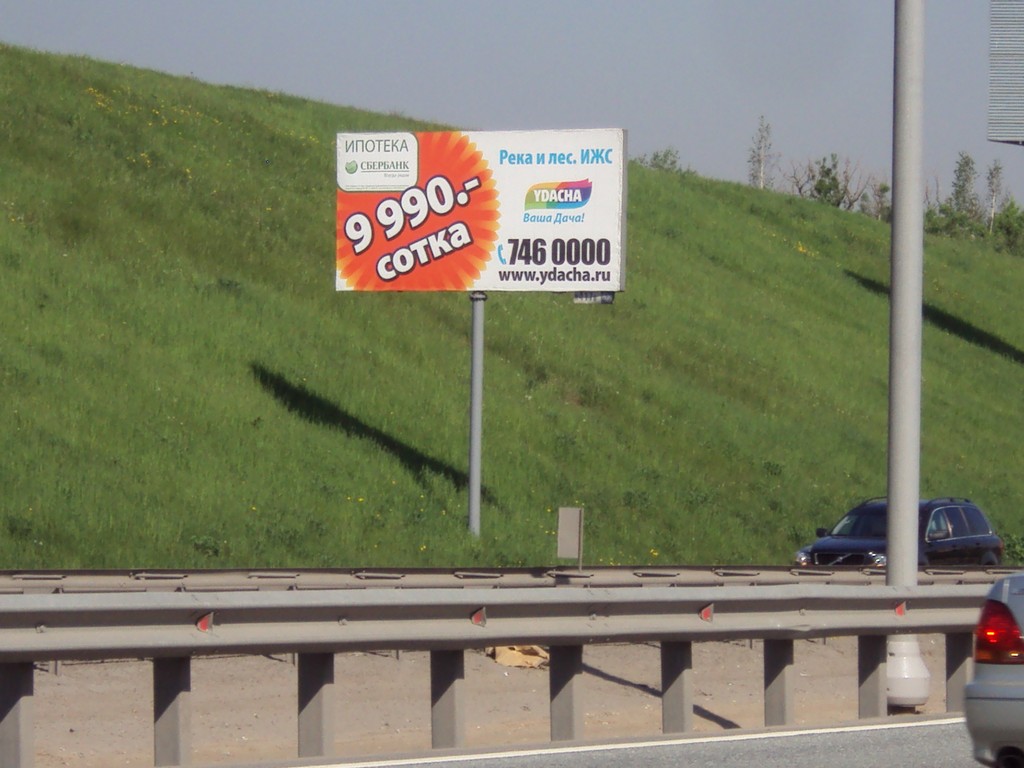 ИПОТЕКА
СБЕРБАНК
9 990.-
сотка
Река и лес. ИЖС
YDACHA
Ваша Дача!
746 0000
www.ydacha.ru